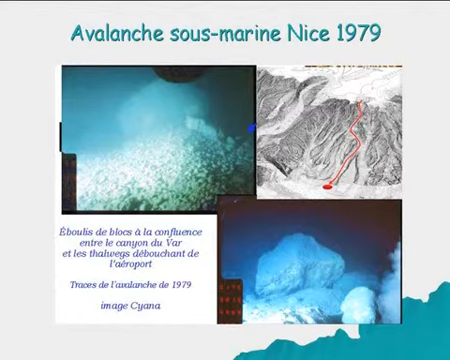 Avalanche sous-marine Nice 1979
Éboulis de blocs à la confluence
entre le canyon du Var
et les thalwegs débouchant de
l'aéroport
Traces de l'avalanche de 1979
image Cyana